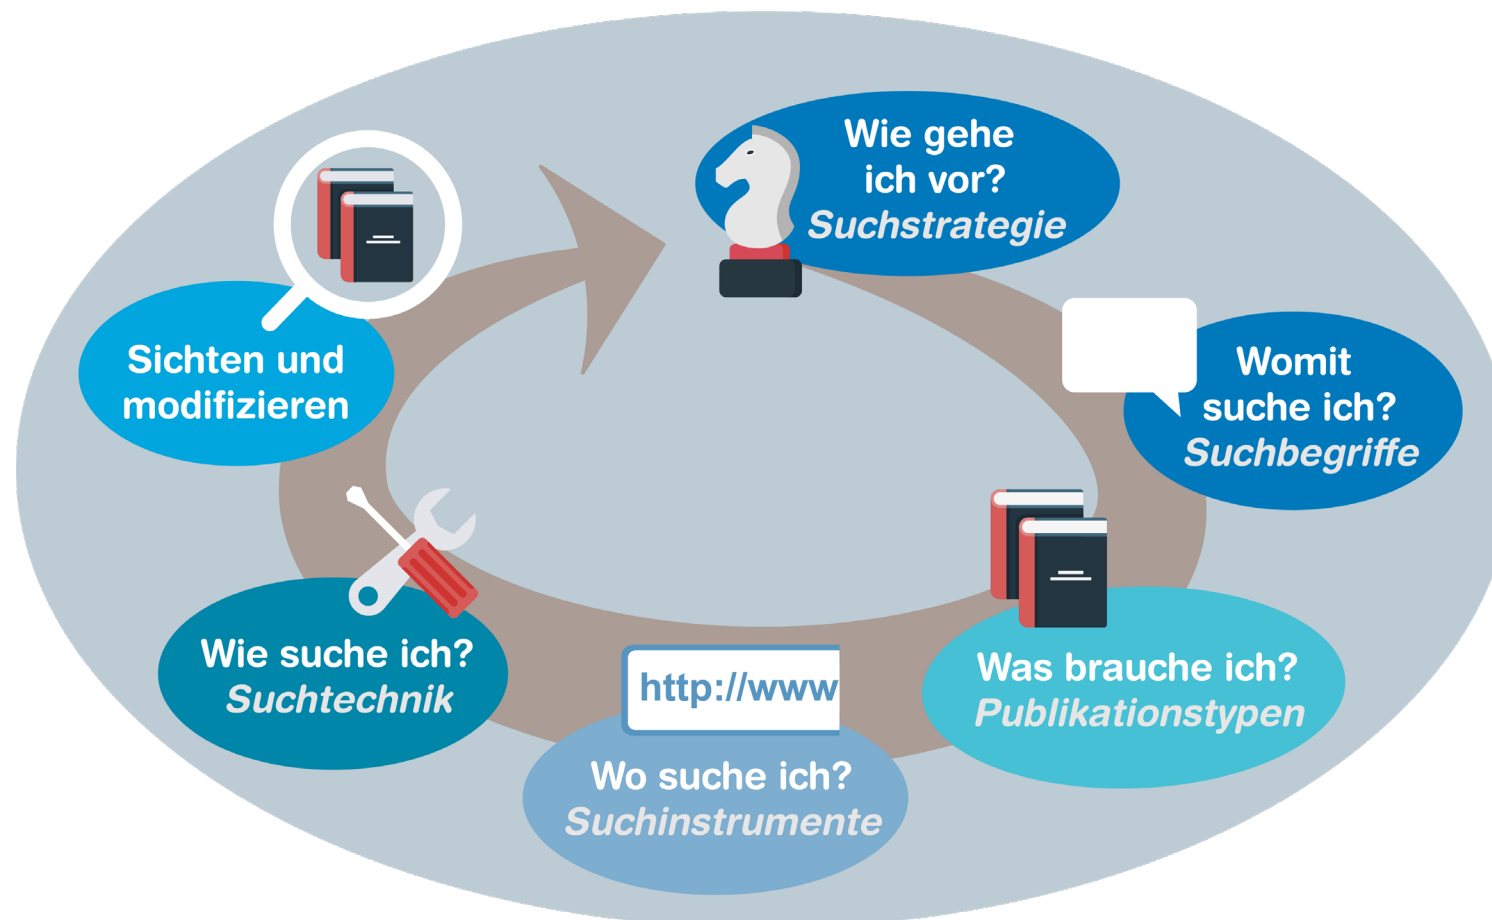 Wie gehe
ich vor?
Suchstrategie
Womit
suche ich?
Suchbegriffe
Was brauche ich?
Publikationstypen
http://www
Wo suche ich?
Suchinstrumente
Wie suche ich?
Suchtechnik
Sichten und
modifizieren